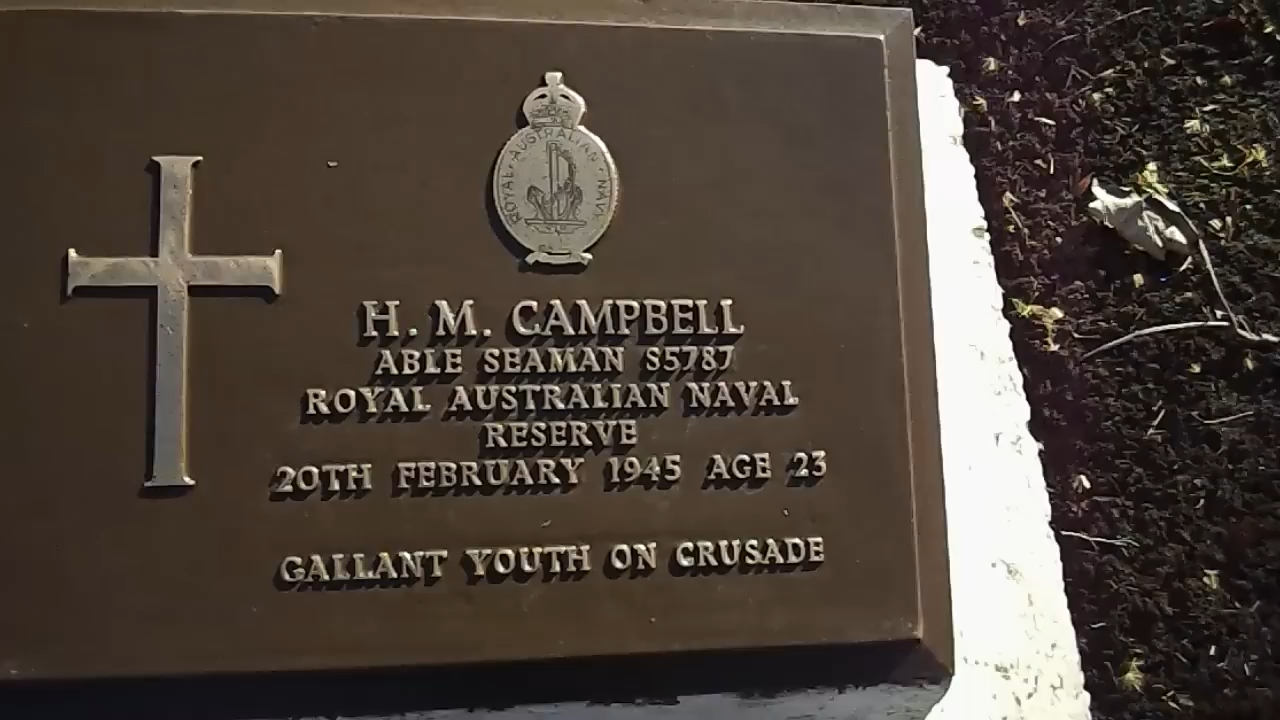 ROYAL AUSTRALIAN NAVY
H. M. CAMPBELL
ABLE SEAMAN S5787
ROYAL AUSTRALIAN NAVAL
RESERVE
20TH FEBRUARY 1945 AGE 23
GALLANT YOUTH ON CRUSADE